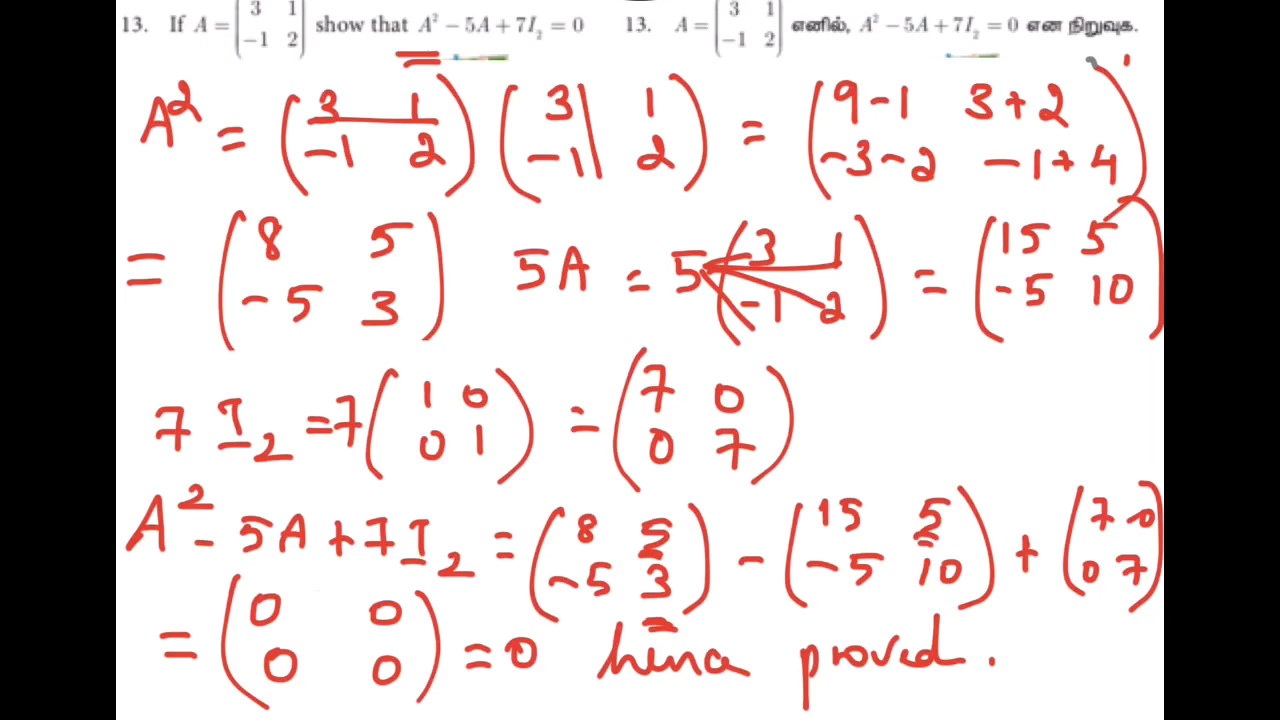 13. If A = (3 1 -1 2) show that A² − 5A + 7I₂ = 0 13. A = (3 1 -1 2) எனில், A² − 5A + 7I₂ = 0 என நிறுவுக.
A² = (3 1 -1 2) (3 1 -1 2) = (9-1 3+2 -3-2 -1+4)
= (8 5 -5 3) 5A = 5 (3 1 -1 2) = (15 5 -5 10)
7 I₂ = 7 (1 0 0 1) = (7 0 0 7)
A² - 5A + 7I₂ = (8 5 -5 3) - (15 5 -5 10) + (7 0 0 7)
= (0 0 0 0) = 0 hence proved.